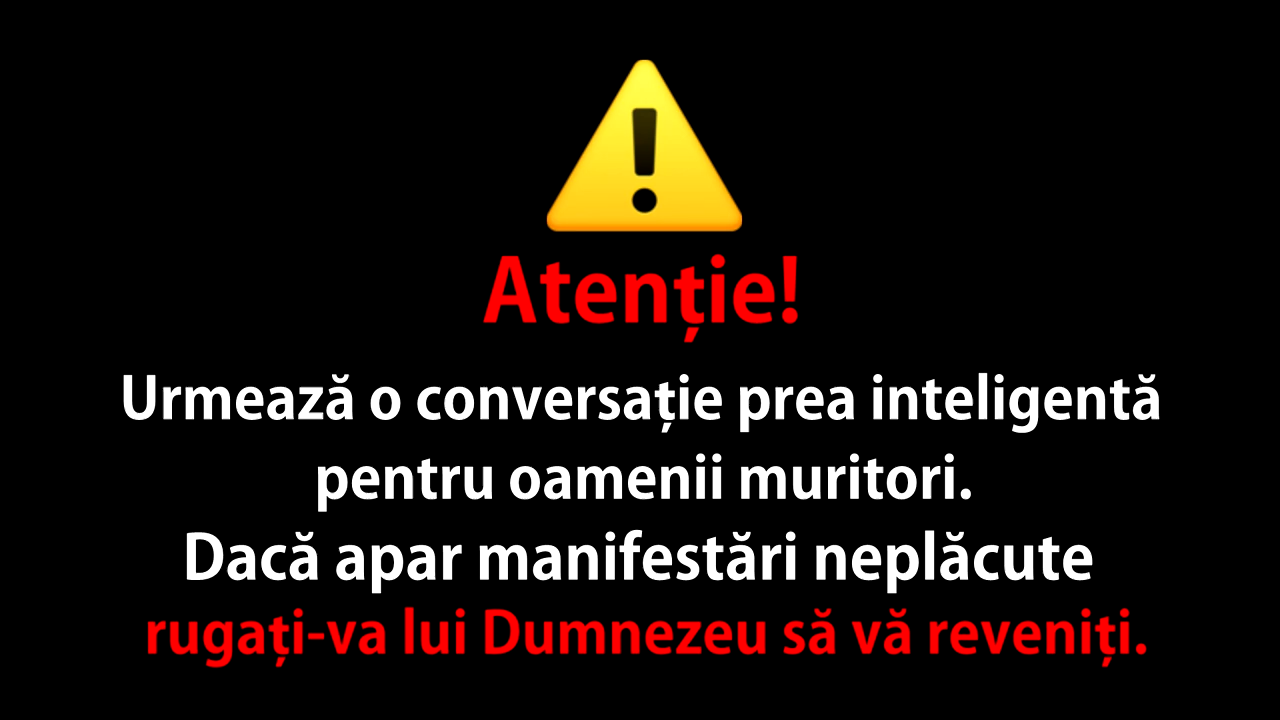 Atenție!
Urmează o conversație prea inteligentă
pentru oamenii muritori.
Dacă apar manifestări neplăcute
rugați-va lui Dumnezeu să vă reveniți.